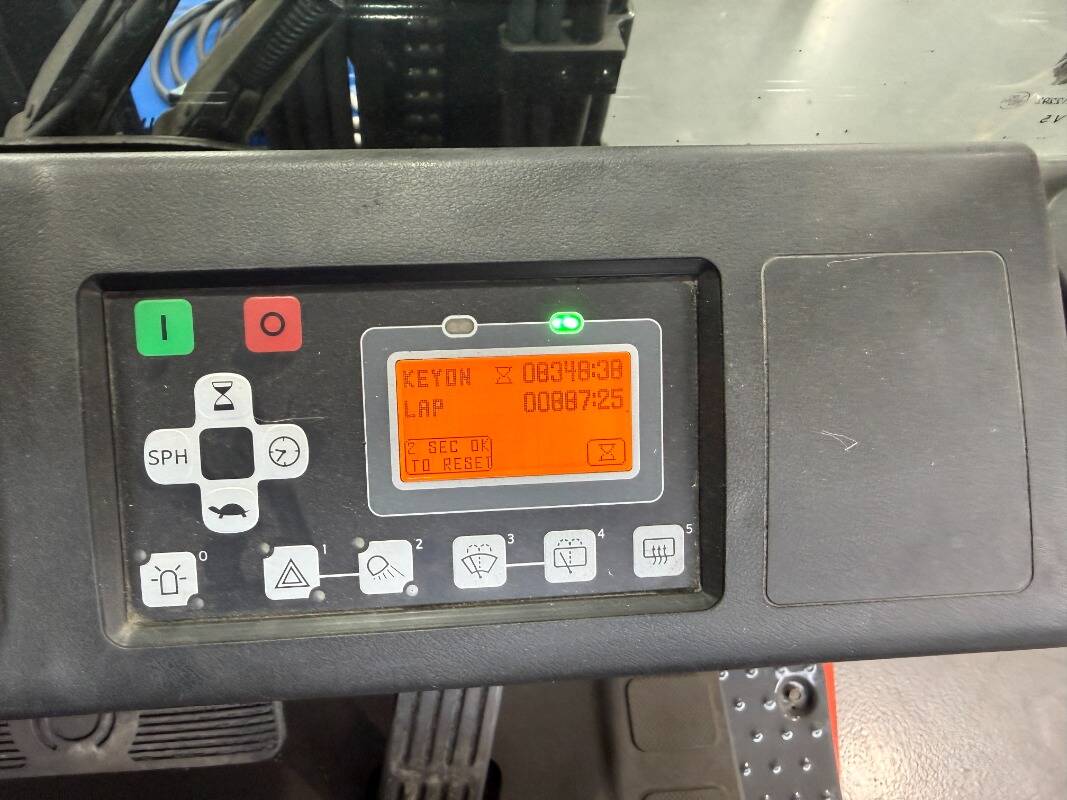 I
O
KEYON 08348:38
LAP 00887:25
2 SEC OK
TO RESET
SPH
0
1
2
3
4
5